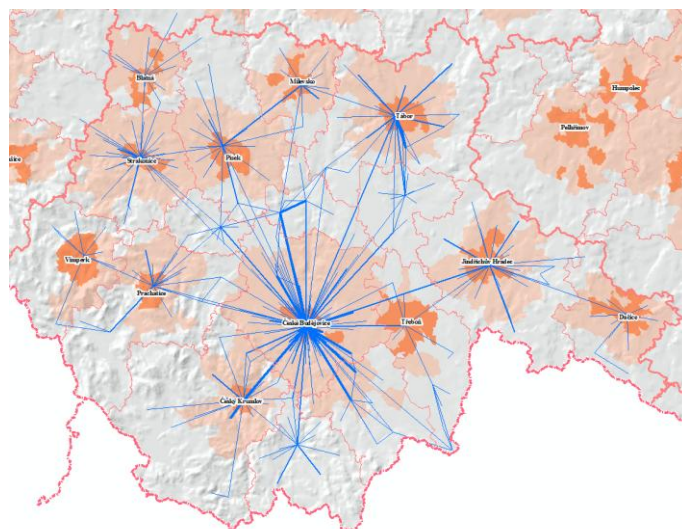 Humpolec
Blatná
Milevsko
Tábor
Pelhřimov
Strakonice
Písek
Vimperk
Jindřichův Hradec
Prachatice
České Budějovice
Třeboň
Dačice
Český Krumlov